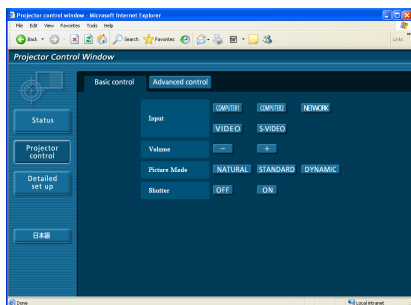 Projector control window - Microsoft Internet Explorer
File Edit View Favorites Tools Help
Back Search Favorites Links
Projector Control Window
Basic control Advanced control
Status
Projector control
Detailed set up
日本語
Input COMPUTER1 COMPUTER2 NETWORK
VIDEO S-VIDEO
Volume - +
Picture Mode NATURAL STANDARD DYNAMIC
Shutter OFF ON
Done Local intranet